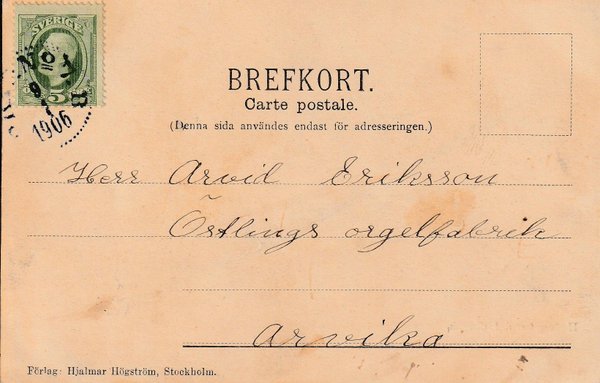 SVERIGE
5
1906
BREFKORT.
Carte postale.
(Denna sida användes endast för adresseringen.)
Herr Arvid Eriksson
Östlings orgelfabrik
Arvika
Förlag: Hjalmar Högström, Stockholm.